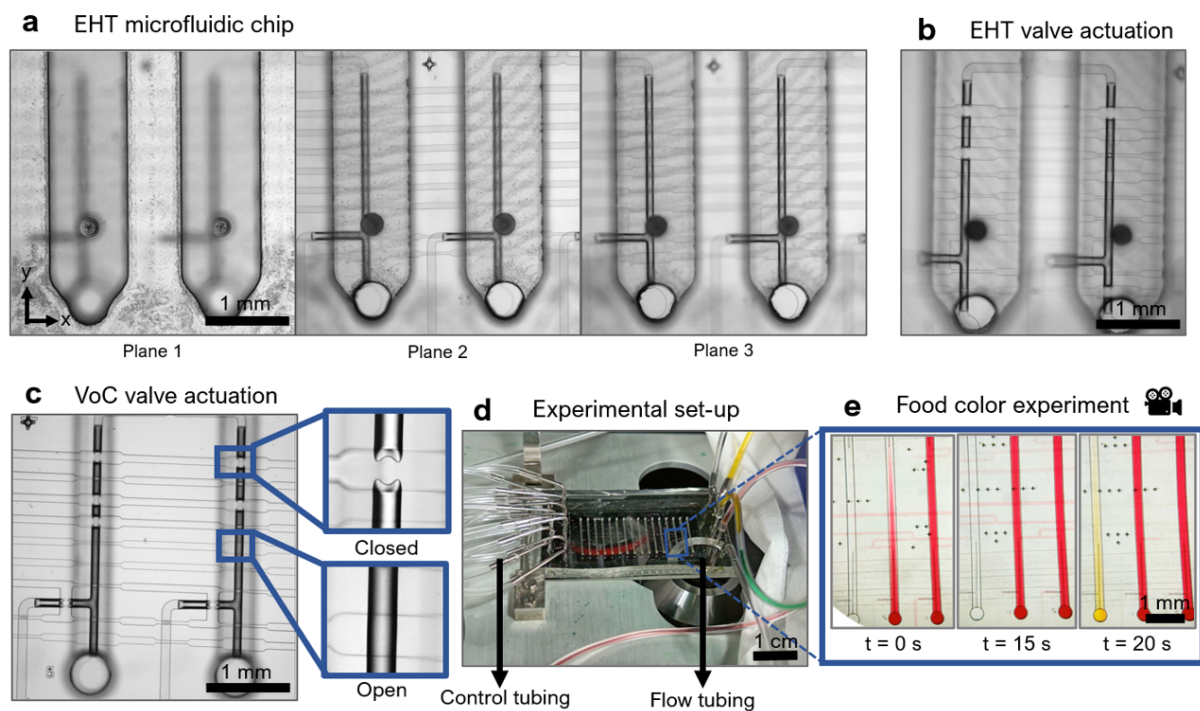 a EHT microfluidic chip
b EHT valve actuation
y
x
1 mm
1 mm
Plane 1
Plane 2
Plane 3
c VoC valve actuation
d Experimental set-up
e Food color experiment
Closed
Open
1 mm
1 cm
1 mm
t = 0 s
t = 15 s
t = 20 s
Control tubing
Flow tubing